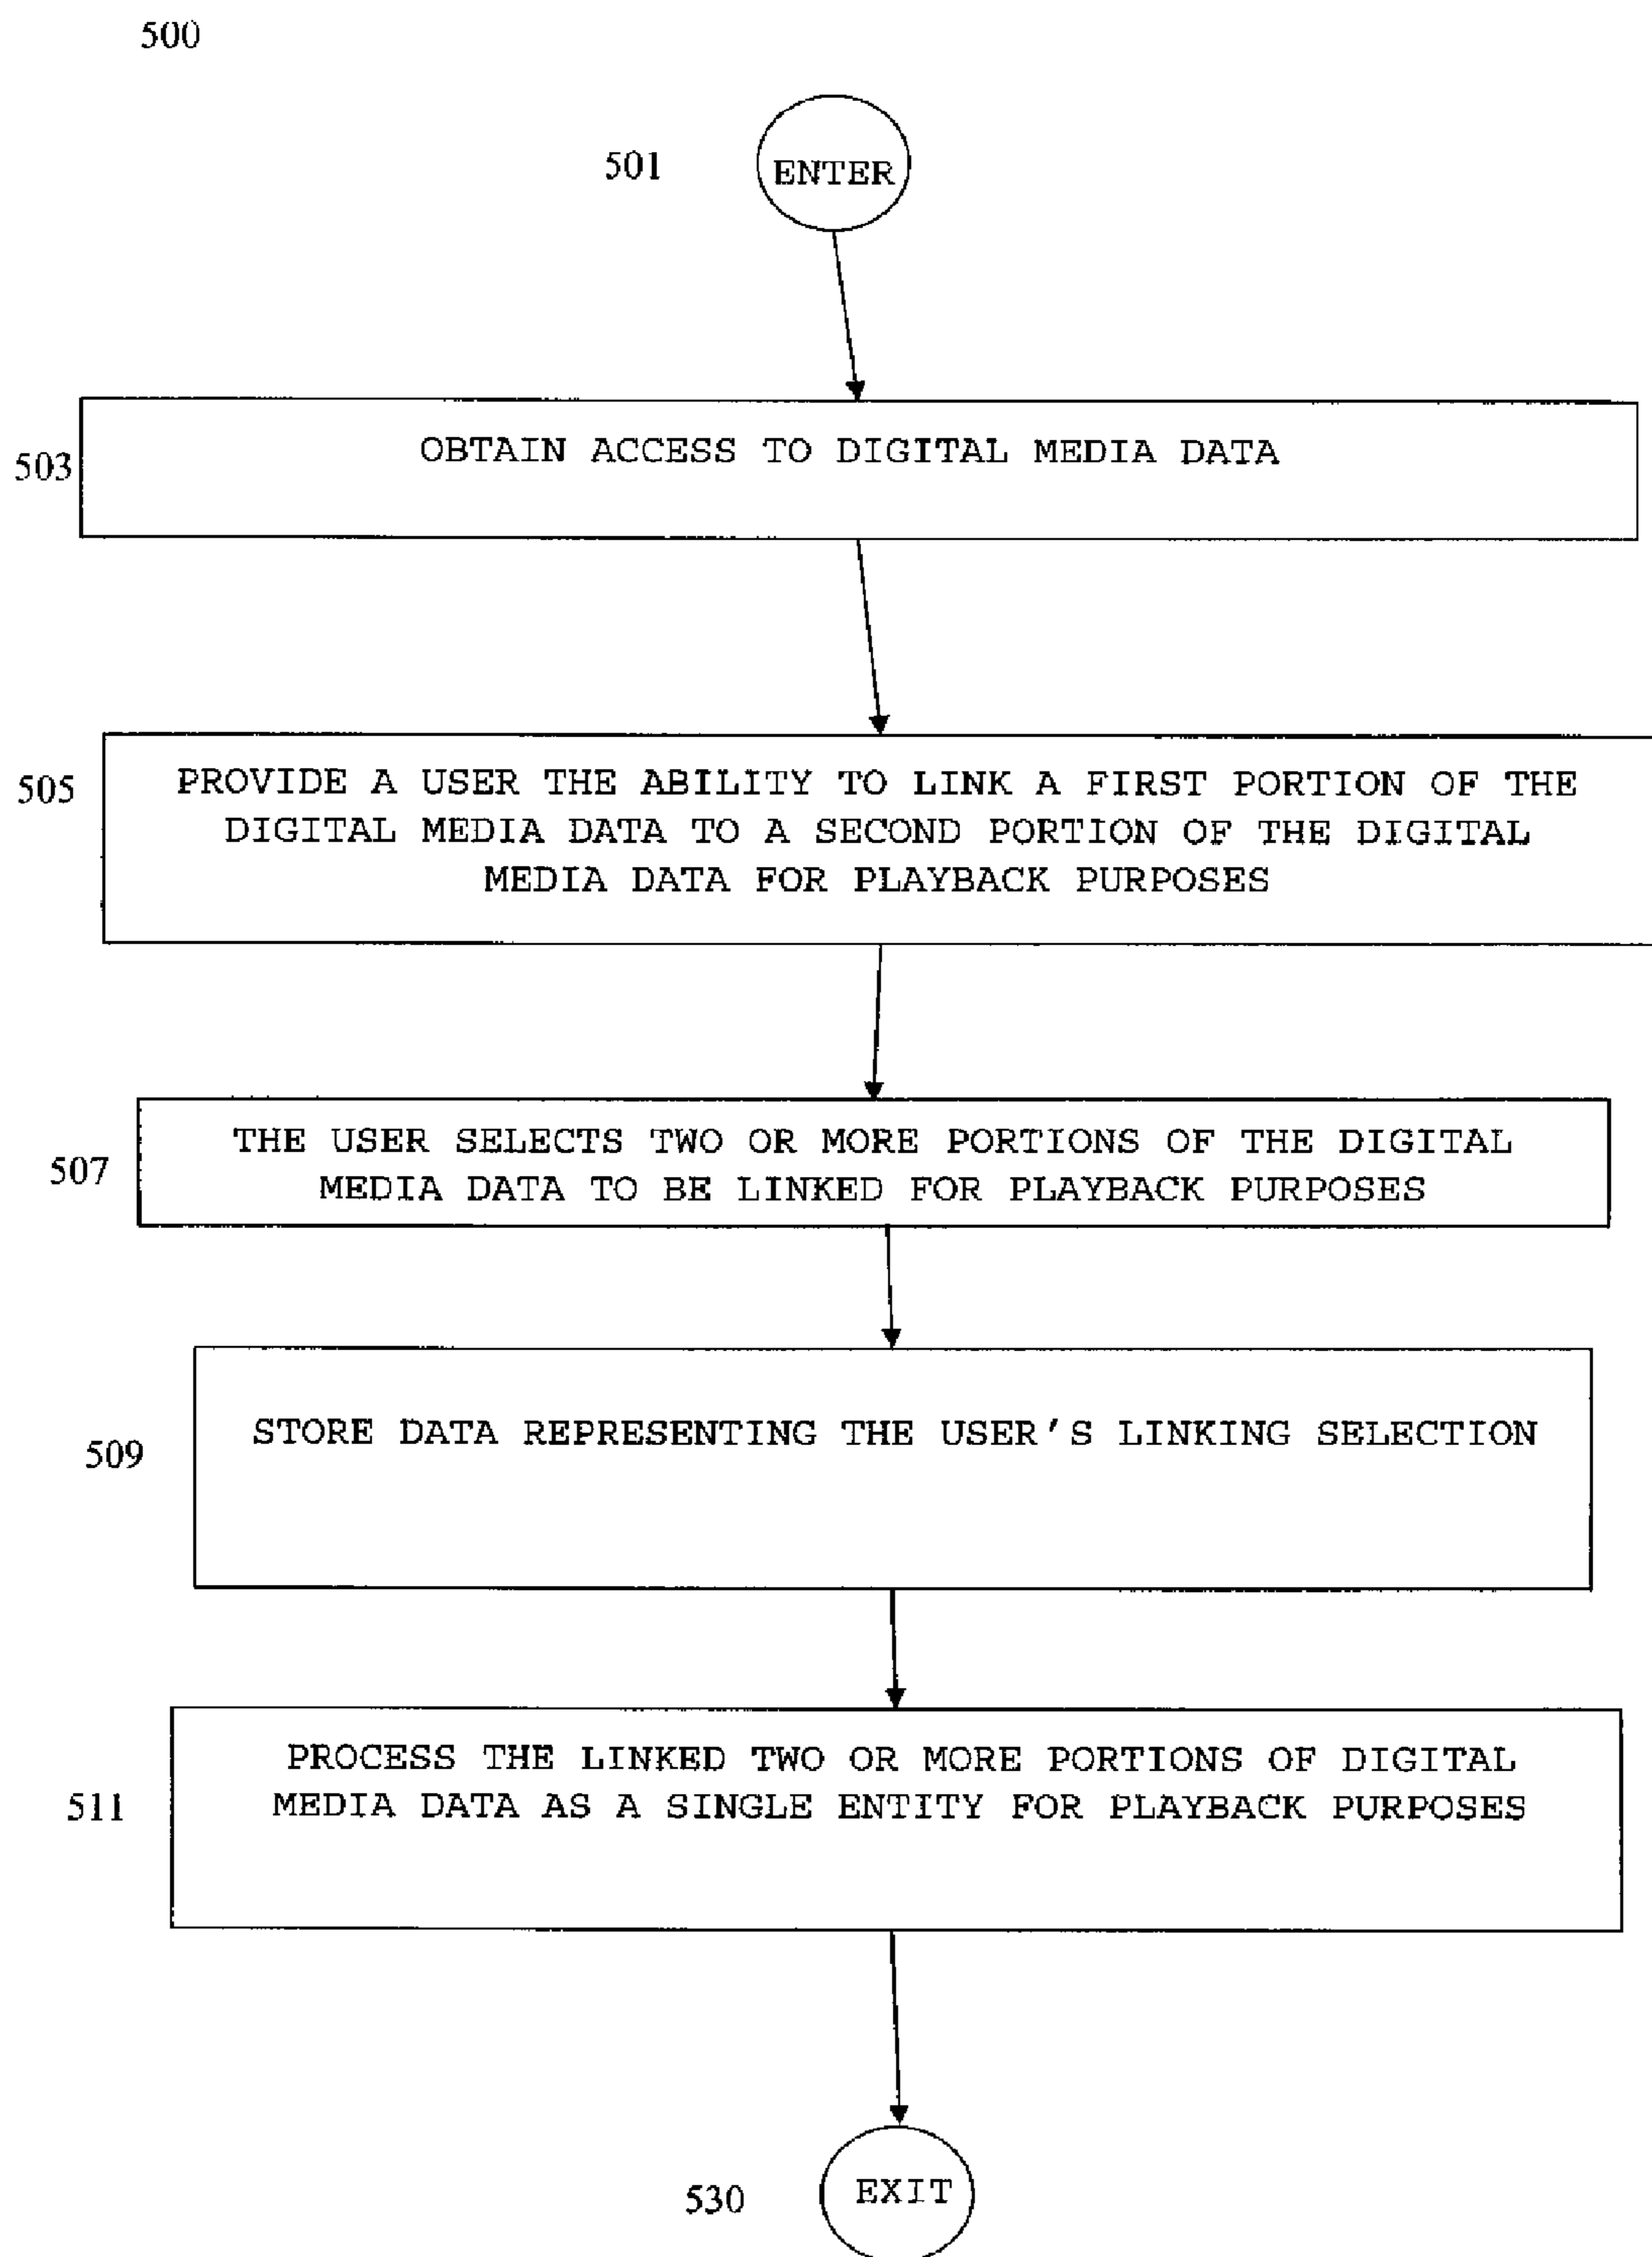 500
501
ENTER
503
OBTAIN ACCESS TO DIGITAL MEDIA DATA
505
PROVIDE A USER THE ABILITY TO LINK A FIRST PORTION OF THE
DIGITAL MEDIA DATA TO A SECOND PORTION OF THE DIGITAL
MEDIA DATA FOR PLAYBACK PURPOSES
507
THE USER SELECTS TWO OR MORE PORTIONS OF THE DIGITAL
MEDIA DATA TO BE LINKED FOR PLAYBACK PURPOSES
509
STORE DATA REPRESENTING THE USER'S LINKING SELECTION
511
PROCESS THE LINKED TWO OR MORE PORTIONS OF DIGITAL
MEDIA DATA AS A SINGLE ENTITY FOR PLAYBACK PURPOSES
530
EXIT